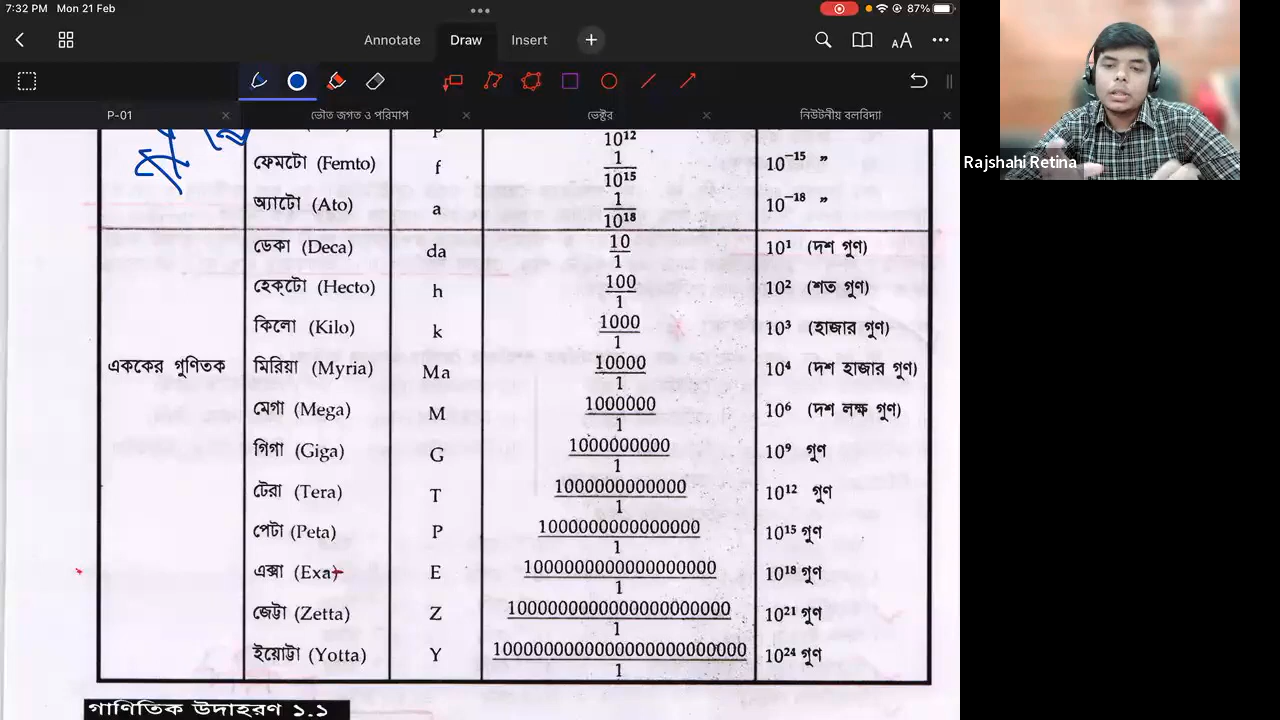 7:32 PM Mon 21 Feb
87%
Annotate Draw Insert
AA
P-01 ভৌত জগত ও পরিমাপ ভেক্টর নিউটনীয় বলবিদ্যা
10¹²
ফেমটো (Femto) f 1/10¹⁵ 10⁻¹⁵ ”
অ্যাটো (Ato) a 1/10¹⁸ 10⁻¹⁸ ”
ডেকা (Deca) da 10/1 10¹ (দশ গুণ)
হেক্টো (Hecto) h 100/1 10² (শত গুণ)
কিলো (Kilo) k 1000/1 10³ (হাজার গুণ)
এককের গুণিতক মিরিয়া (Myria) Ma 10000/1 10⁴ (দশ হাজার গুণ)
মেগা (Mega) M 1000000/1 10⁶ (দশ লক্ষ গুণ)
গিগা (Giga) G 1000000000/1 10⁹ গুণ
টেরা (Tera) T 1000000000000/1 10¹² গুণ
পেটা (Peta) P 1000000000000000/1 10¹⁵ গুণ
এক্সা (Exa) E 1000000000000000000/1 10¹⁸ গুণ
জেট্টা (Zetta) Z 1000000000000000000000/1 10²¹ গুণ
ইয়োট্টা (Yotta) Y 1000000000000000000000000/1 10²⁴ গুণ
গাণিতিক উদাহরণ ১.১
Rajshahi Retina